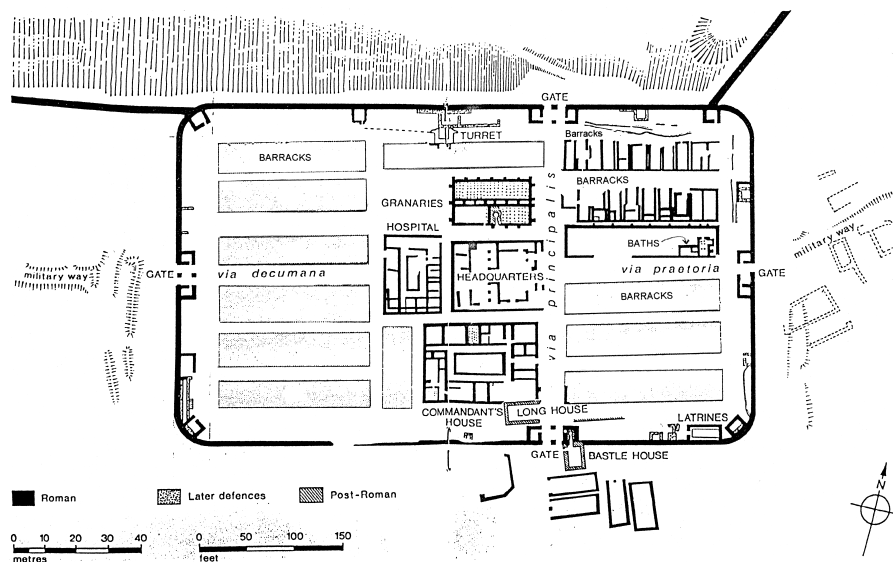 GATE
TURRET
Barracks
BARRACKS
BARRACKS
GRANARIES
HOSPITAL
BATHS
military way
military way
GATE
via decumana
HEADQUARTERS
via principalis
via praetoria
GATE
BARRACKS
COMMANDANT'S
HOUSE
LONG HOUSE
LATRINES
GATE
BASTLE HOUSE
Roman
Later defences
Post-Roman
N
0 10 20 30 40
metres
0 50 100 150
feet